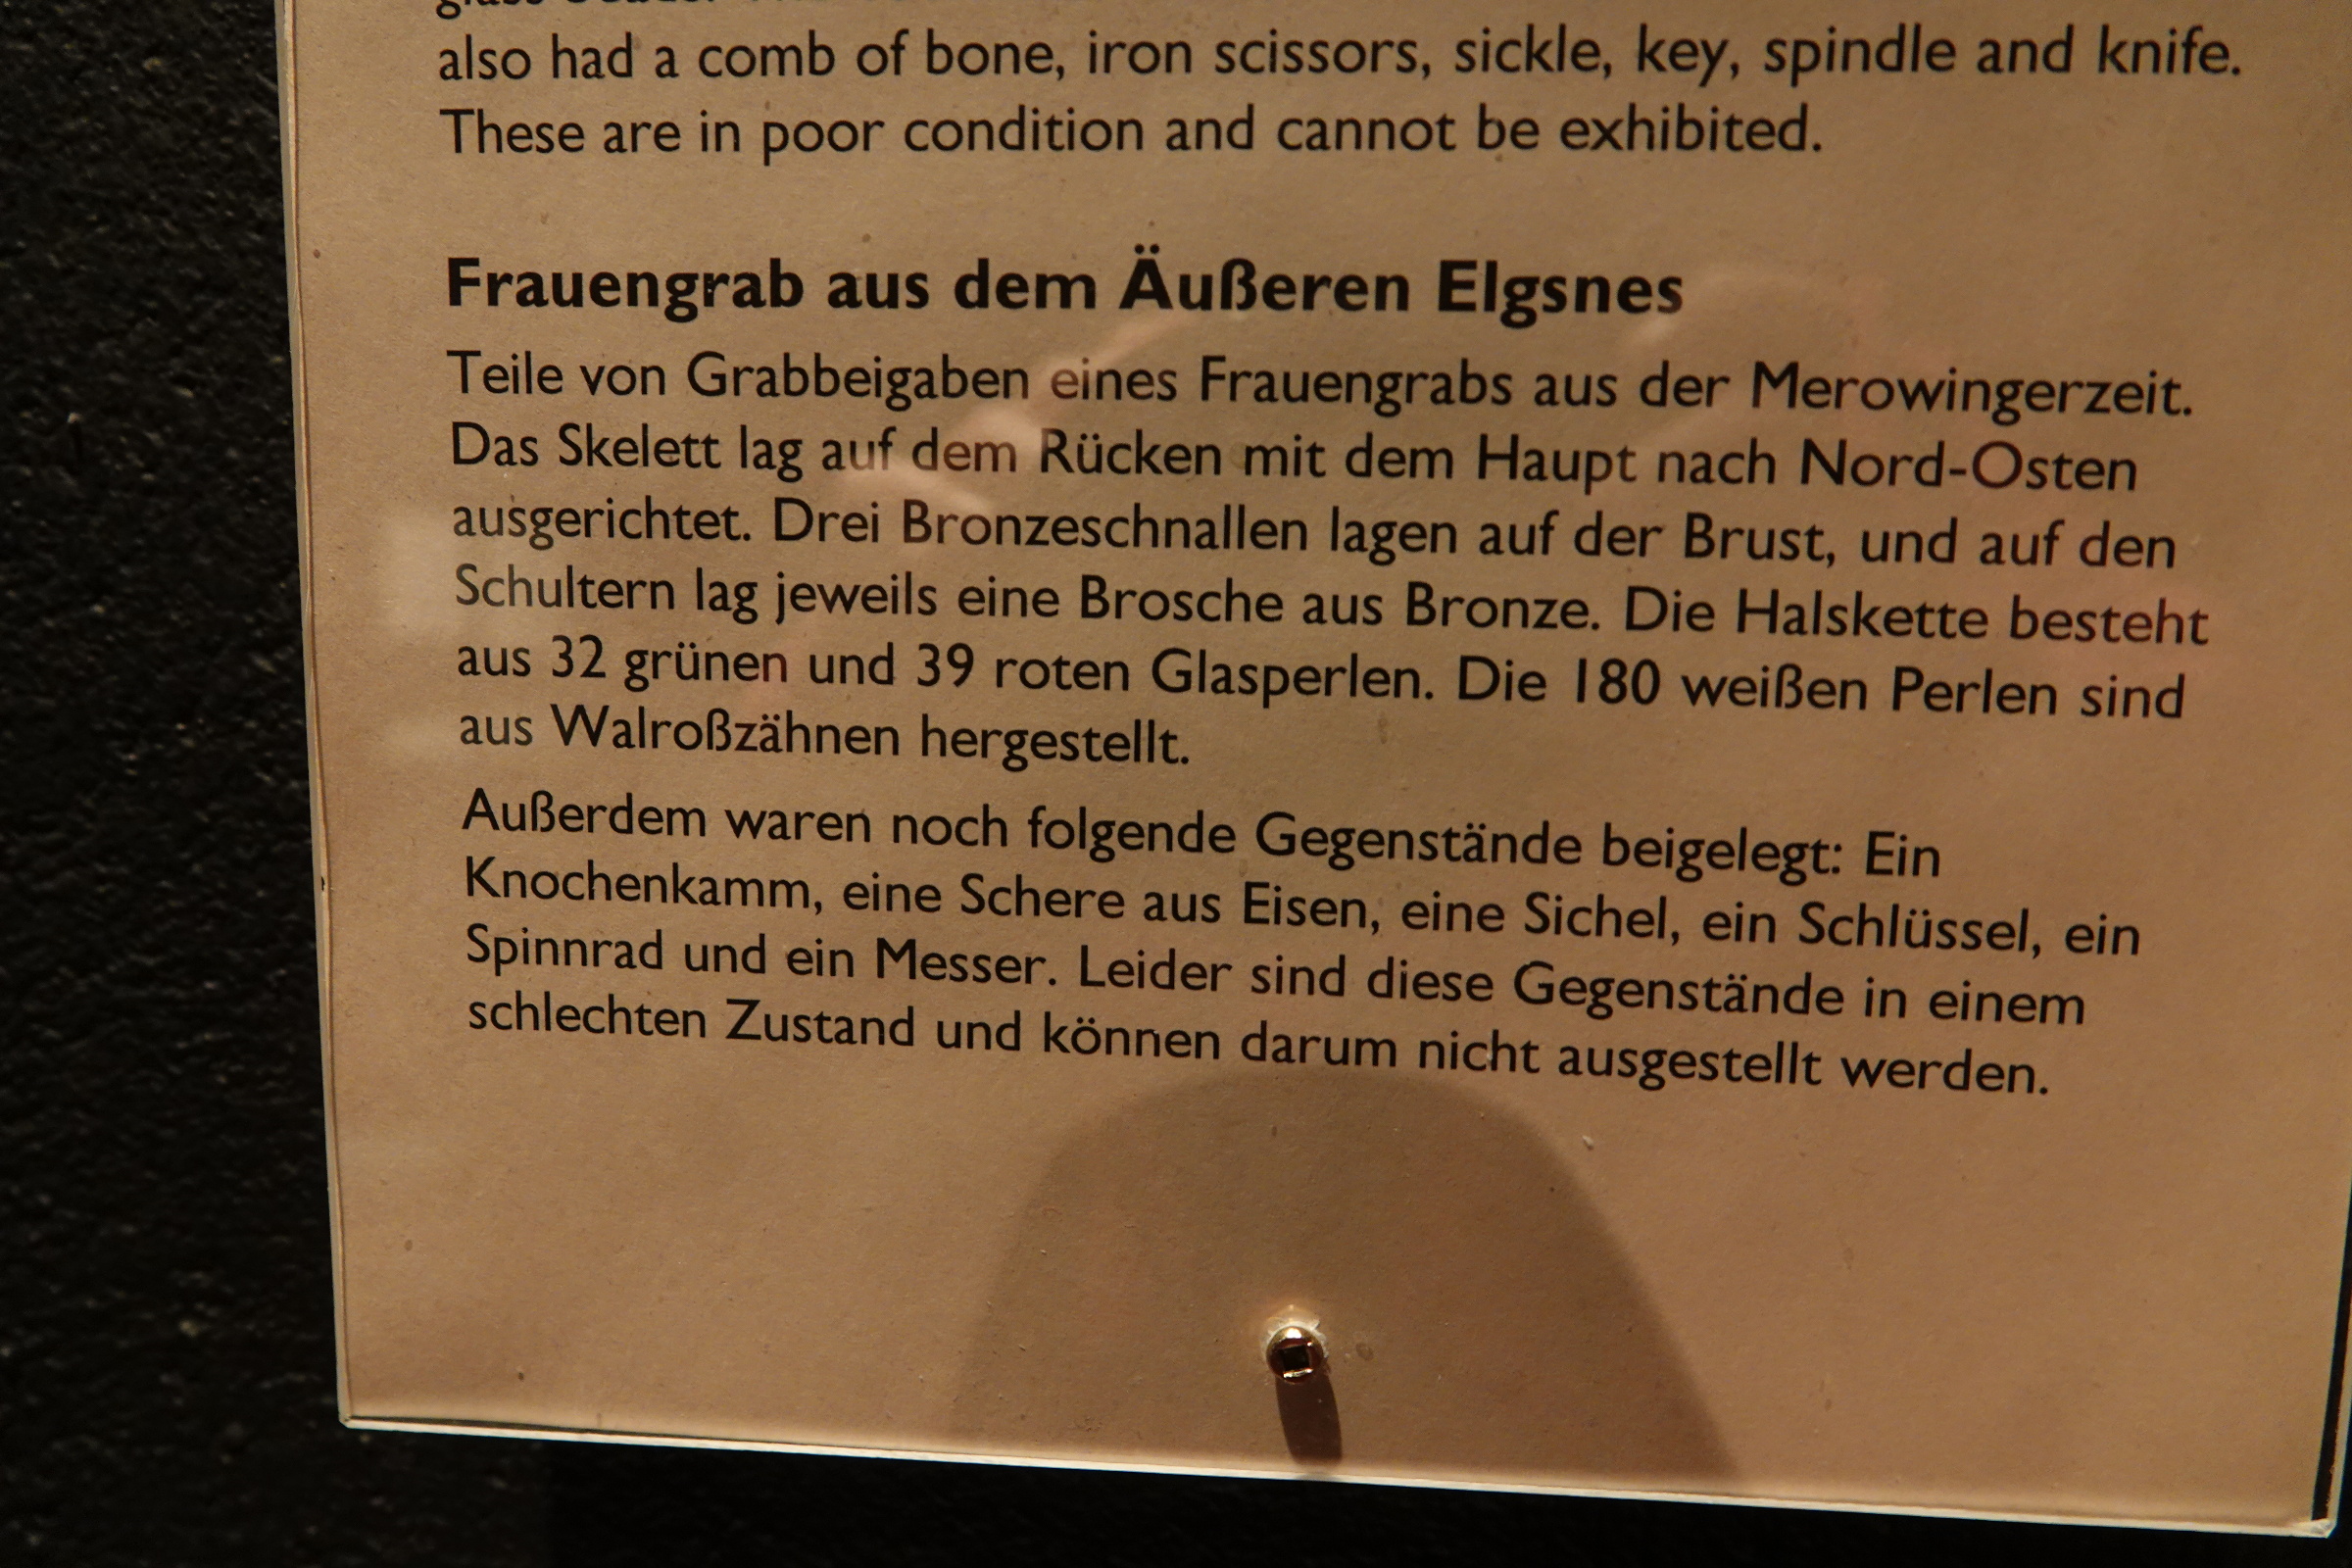 also had a comb of bone, iron scissors, sickle, key, spindle and knife.
These are in poor condition and cannot be exhibited.
Frauengrab aus dem Äußeren Elgsnes
Teile von Grabbeigaben eines Frauengrabs aus der Merowingerzeit.
Das Skelett lag auf dem Rücken mit dem Haupt nach Nord-Osten
ausgerichtet. Drei Bronzeschnallen lagen auf der Brust, und auf den
Schultern lag jeweils eine Brosche aus Bronze. Die Halskette besteht
aus 32 grünen und 39 roten Glasperlen. Die 180 weißen Perlen sind
aus Walroßzähnen hergestellt.
Außerdem waren noch folgende Gegenstände beigelegt: Ein
Knochenkamm, eine Schere aus Eisen, eine Sichel, ein Schlüssel, ein
Spinnrad und ein Messer. Leider sind diese Gegenstände in einem
schlechten Zustand und können darum nicht ausgestellt werden.